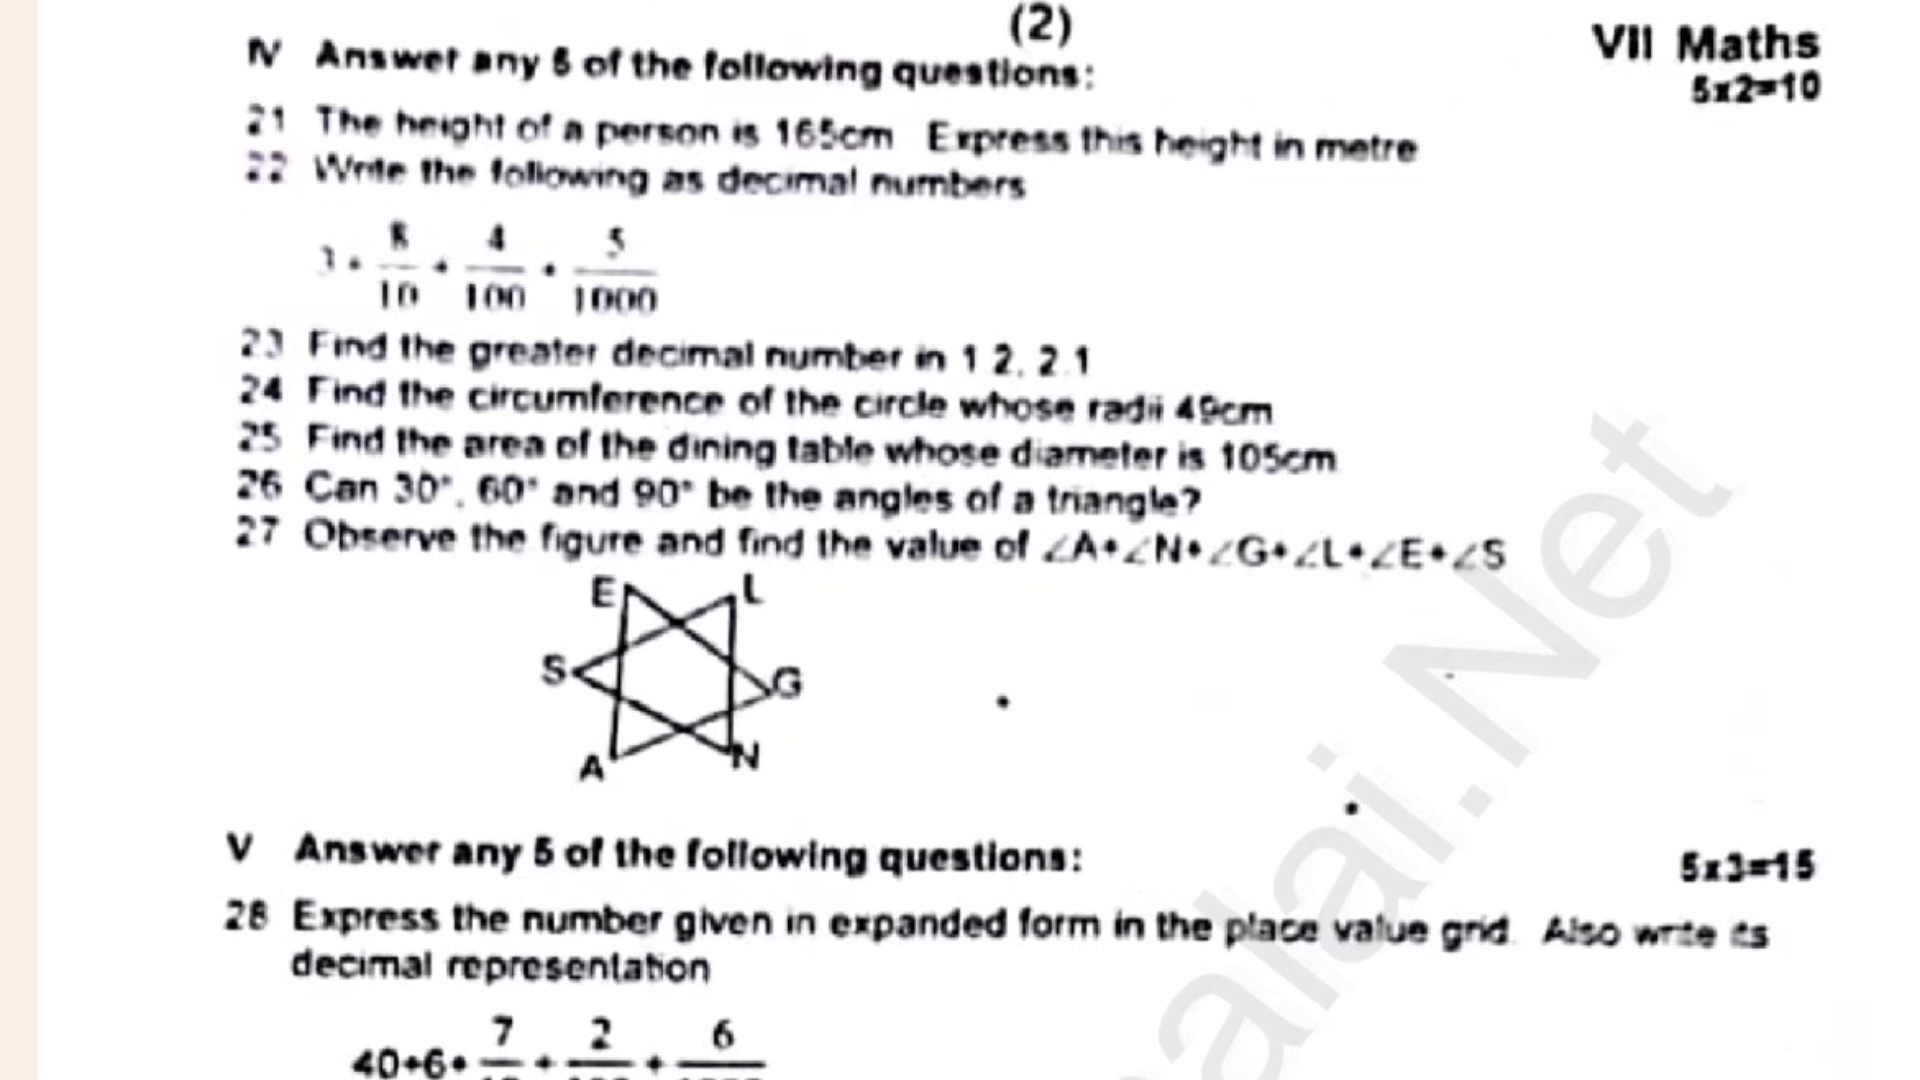 (2)
VII Maths
IV Answer any 5 of the following questions:
5x2=10
21 The height of a person is 165cm Express this height in metre
22 Write the following as decimal numbers
3 + 8/10 + 4/100 + 5/1000
23 Find the greater decimal number in 1.2, 2.1
24 Find the circumference of the circle whose radii 49cm
25 Find the area of the dining table whose diameter is 105cm
26 Can 30°, 60° and 90° be the angles of a triangle?
27 Observe the figure and find the value of ∠A+∠N+∠G+∠L+∠E+∠S
E L
S G
A N
V Answer any 5 of the following questions:
5x3=15
28 Express the number given in expanded form in the place value grid. Also write its
decimal representation
40+6+ 7 + 2 + 6
alai.Net